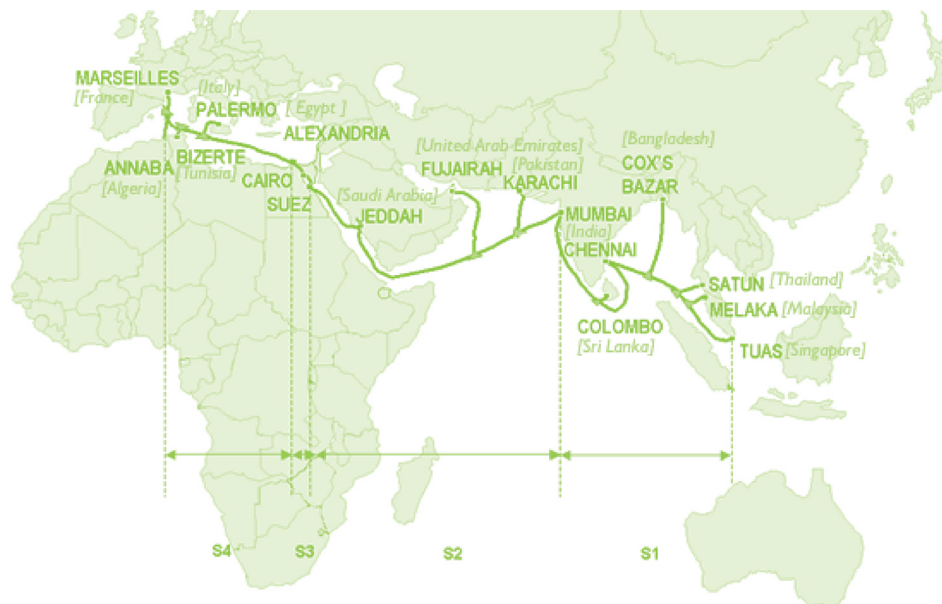 MARSEILLES
[France]
[Italy]
PALERMO
[ Egypt ]
ALEXANDRIA
ANNABA
[Algeria]
BIZERTE
[Tunisia]
CAIRO
SUEZ
[Saudi Arabia]
JEDDAH
[United Arab Emirates]
FUJAIRAH
[Pakistan]
KARACHI
[Bangladesh]
COX'S
BAZAR
MUMBAI
[India]
CHENNAI
COLOMBO
[Sri Lanka]
SATUN [Thailand]
MELAKA [Malaysia]
TUAS [Singapore]
S4
S3
S2
S1